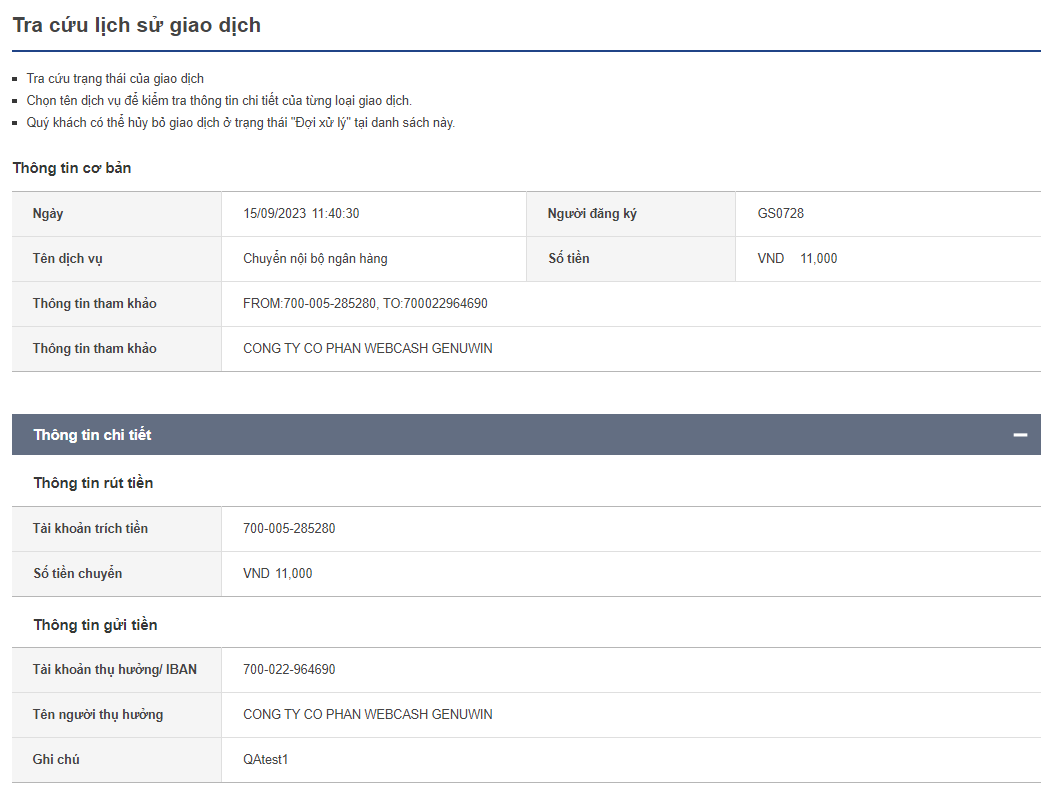 Tra cứu lịch sử giao dịch
Tra cứu trạng thái của giao dịch
Chọn tên dịch vụ để kiểm tra thông tin chi tiết của từng loại giao dịch.
Quý khách có thể hủy bỏ giao dịch ở trạng thái "Đợi xử lý" tại danh sách này.
Thông tin cơ bản
Ngày 15/09/2023 11:40:30 Người đăng ký GS0728
Tên dịch vụ Chuyển nội bộ ngân hàng Số tiền VND 11,000
Thông tin tham khảo FROM:700-005-285280, TO:700022964690
Thông tin tham khảo CONG TY CO PHAN WEBCASH GENUWIN
Thông tin chi tiết
Thông tin rút tiền
Tài khoản trích tiền 700-005-285280
Số tiền chuyển VND 11,000
Thông tin gửi tiền
Tài khoản thụ hưởng/ IBAN 700-022-964690
Tên người thụ hưởng CONG TY CO PHAN WEBCASH GENUWIN
Ghi chú QAtest1